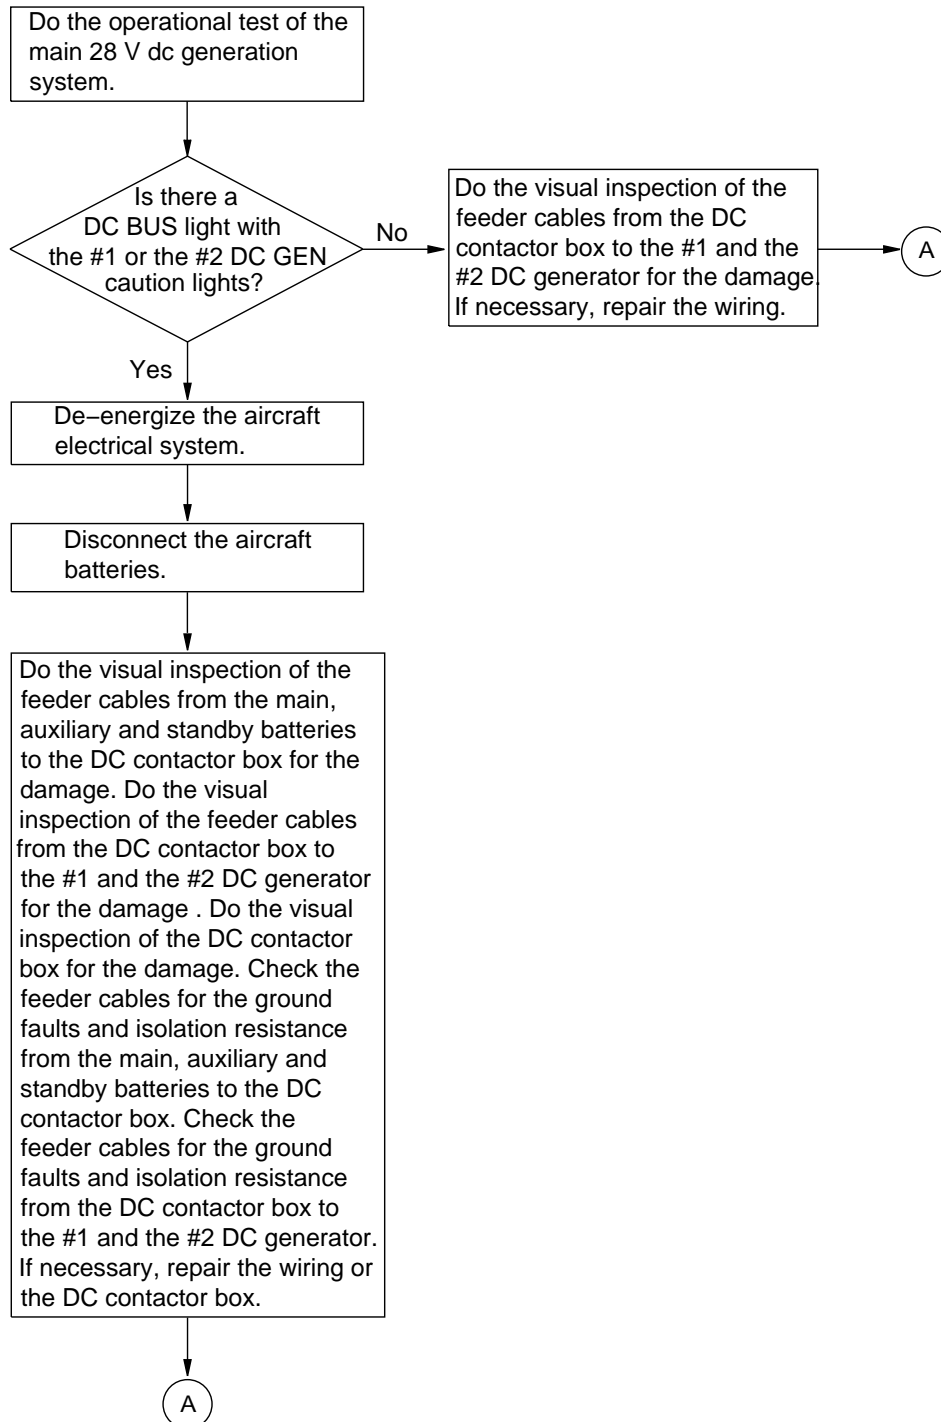 Do the operational test of the
main 28 V dc generation
system.
Is there a
DC BUS light with
the #1 or the #2 DC GEN
caution lights?
No
Do the visual inspection of the
feeder cables from the DC
contactor box to the #1 and the
#2 DC generator for the damage.
If necessary, repair the wiring.
A
Yes
De−energize the aircraft
electrical system.
Disconnect the aircraft
batteries.
Do the visual inspection of the
feeder cables from the main,
auxiliary and standby batteries
to the DC contactor box for the
damage. Do the visual
inspection of the feeder cables
from the DC contactor box to
the #1 and the #2 DC generator
for the damage . Do the visual
inspection of the DC contactor
box for the damage. Check the
feeder cables for the ground
faults and isolation resistance
from the main, auxiliary and
standby batteries to the DC
contactor box. Check the
feeder cables for the ground
faults and isolation resistance
from the DC contactor box to
the #1 and the #2 DC generator.
If necessary, repair the wiring or
the DC contactor box.
A